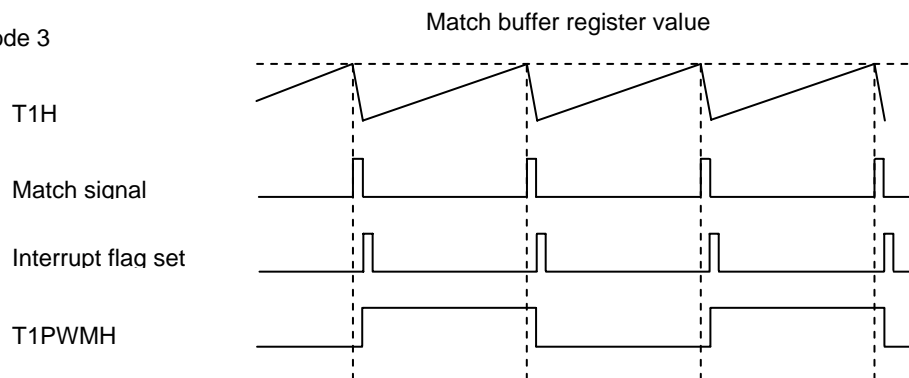 Match buffer register value
ode 3
T1H
Match signal
Interrupt flag set
T1PWMH